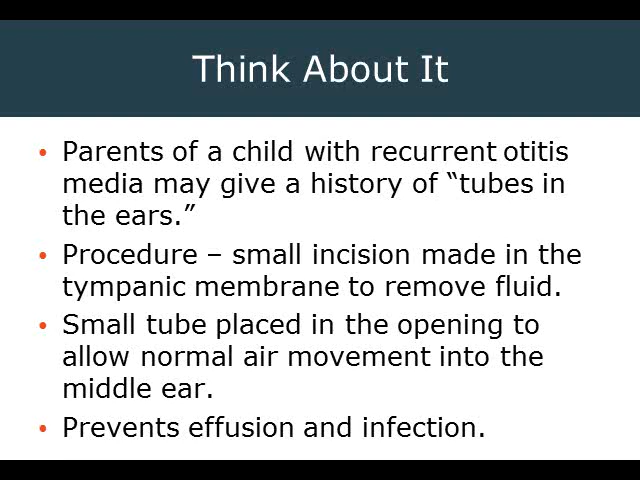 Think About It
• Parents of a child with recurrent otitis
media may give a history of “tubes in
the ears.”
• Procedure – small incision made in the
tympanic membrane to remove fluid.
• Small tube placed in the opening to
allow normal air movement into the
middle ear.
• Prevents effusion and infection.